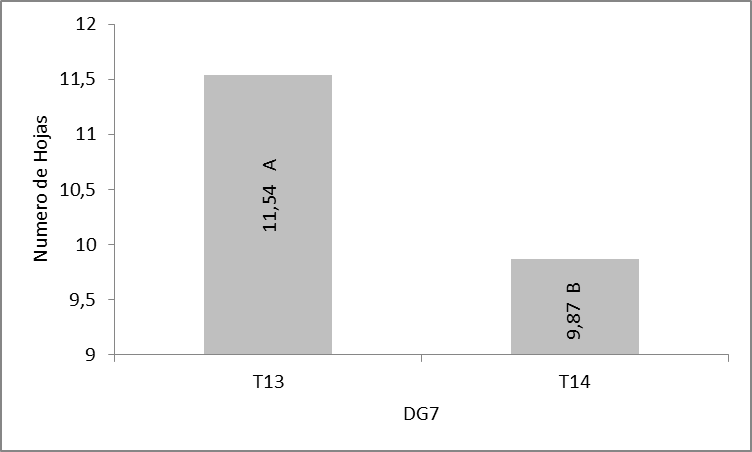 12
11,5
11
10,5
10
9,5
9
Numero de Hojas
11,54 A
9,87 B
T13
T14
DG7